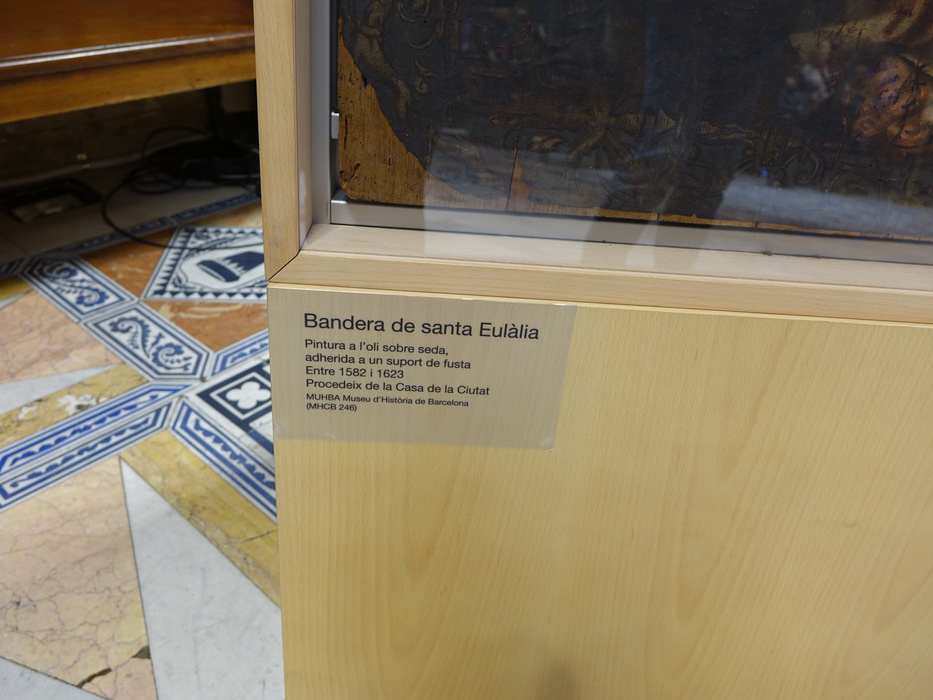 Bandera de santa Eulàlia
Pintura a l'oli sobre seda,
adherida a un suport de fusta
Entre 1582 i 1623
Procedeix de la Casa de la Ciutat
MUHBA Museu d'Història de Barcelona
(MHCB 246)